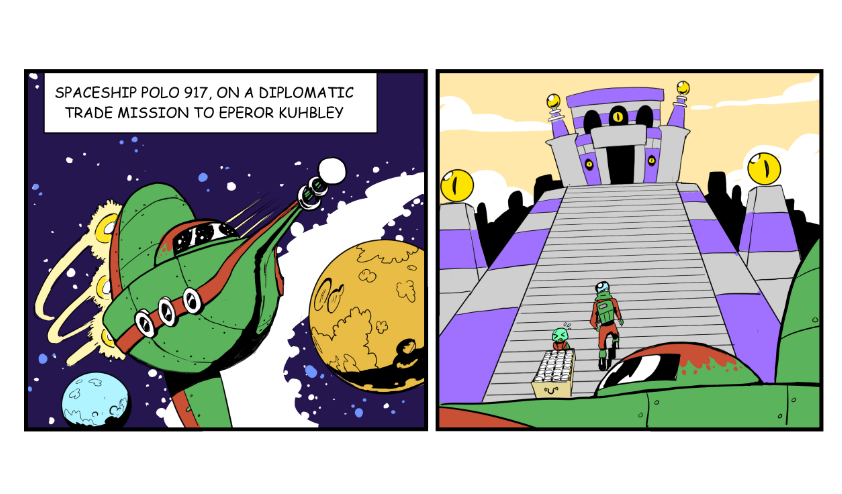 SPACESHIP POLO 917, ON A DIPLOMATIC
TRADE MISSION TO EPEROR KUHBLEY